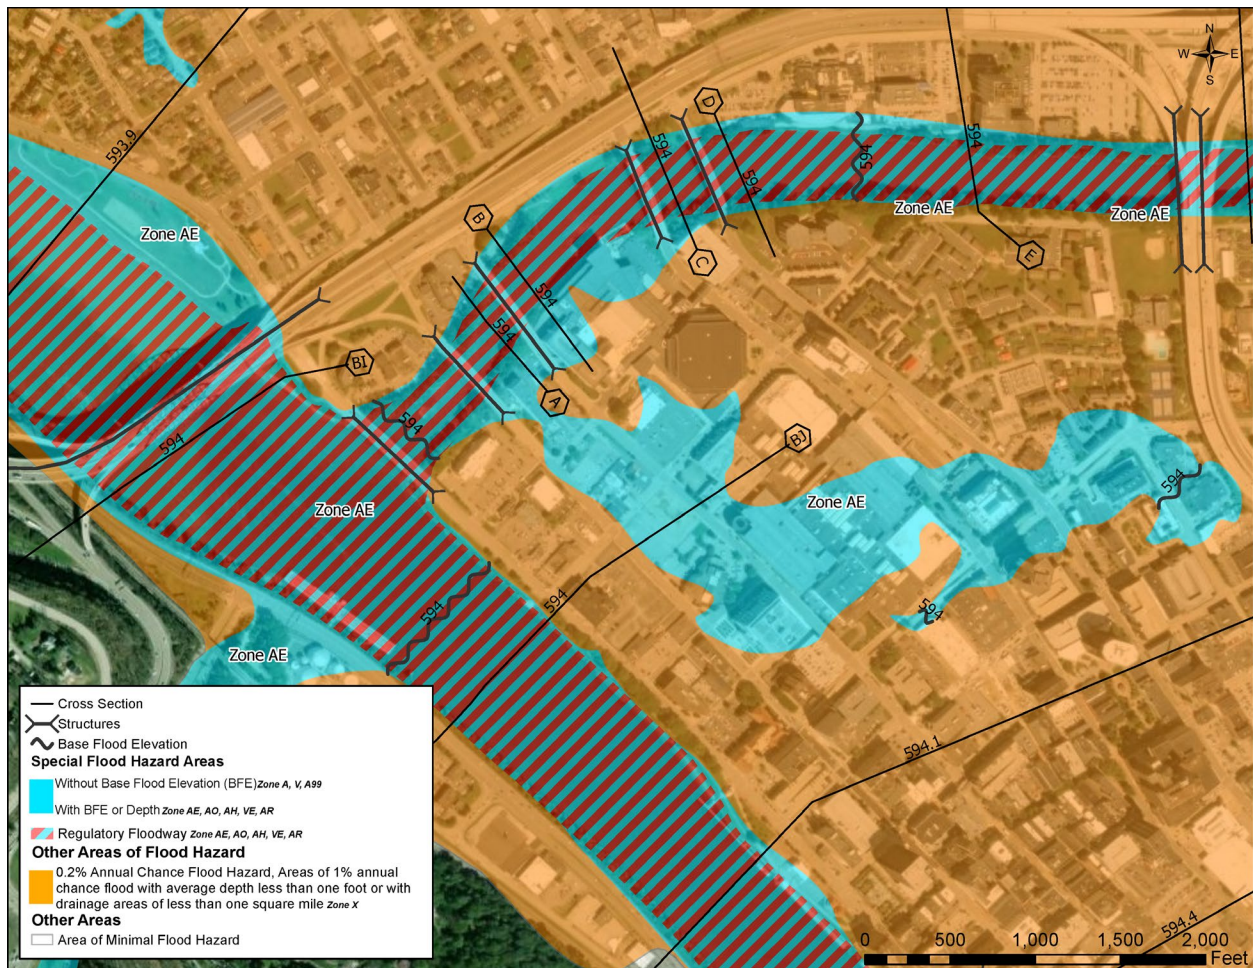 N
W E
S
593.9
D
594
594
594
594
Zone AE
Zone AE
Zone AE
B
E
C
594
594
BI
A
594
594
BJ
594
Zone AE
Zone AE
594
594
594
594
Zone AE
594.1
594.4
Cross Section
Structures
Base Flood Elevation
Special Flood Hazard Areas
Without Base Flood Elevation (BFE) Zone A, V, A99
With BFE or Depth Zone AE, AO, AH, VE, AR
Regulatory Floodway Zone AE, AO, AH, VE, AR
Other Areas of Flood Hazard
0.2% Annual Chance Flood Hazard, Areas of 1% annual
chance flood with average depth less than one foot or with
drainage areas of less than one square mile Zone X
Other Areas
Area of Minimal Flood Hazard
0 500 1,000 1,500 2,000
Feet